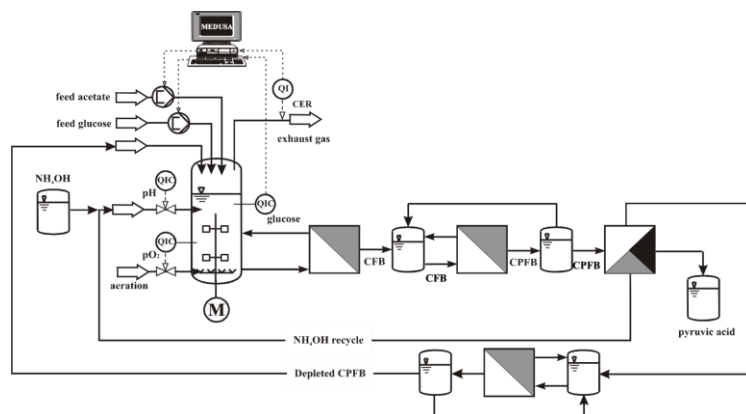 MEDUSA
feed acetate
QI
CER
feed glucose
exhaust gas
NH₄OH
QIC
pH
QIC
glucose
QIC
pO₂
CFB
CFB
CPFB
CPFB
aeration
M
pyruvic acid
NH₄OH recycle
Depleted CPFB